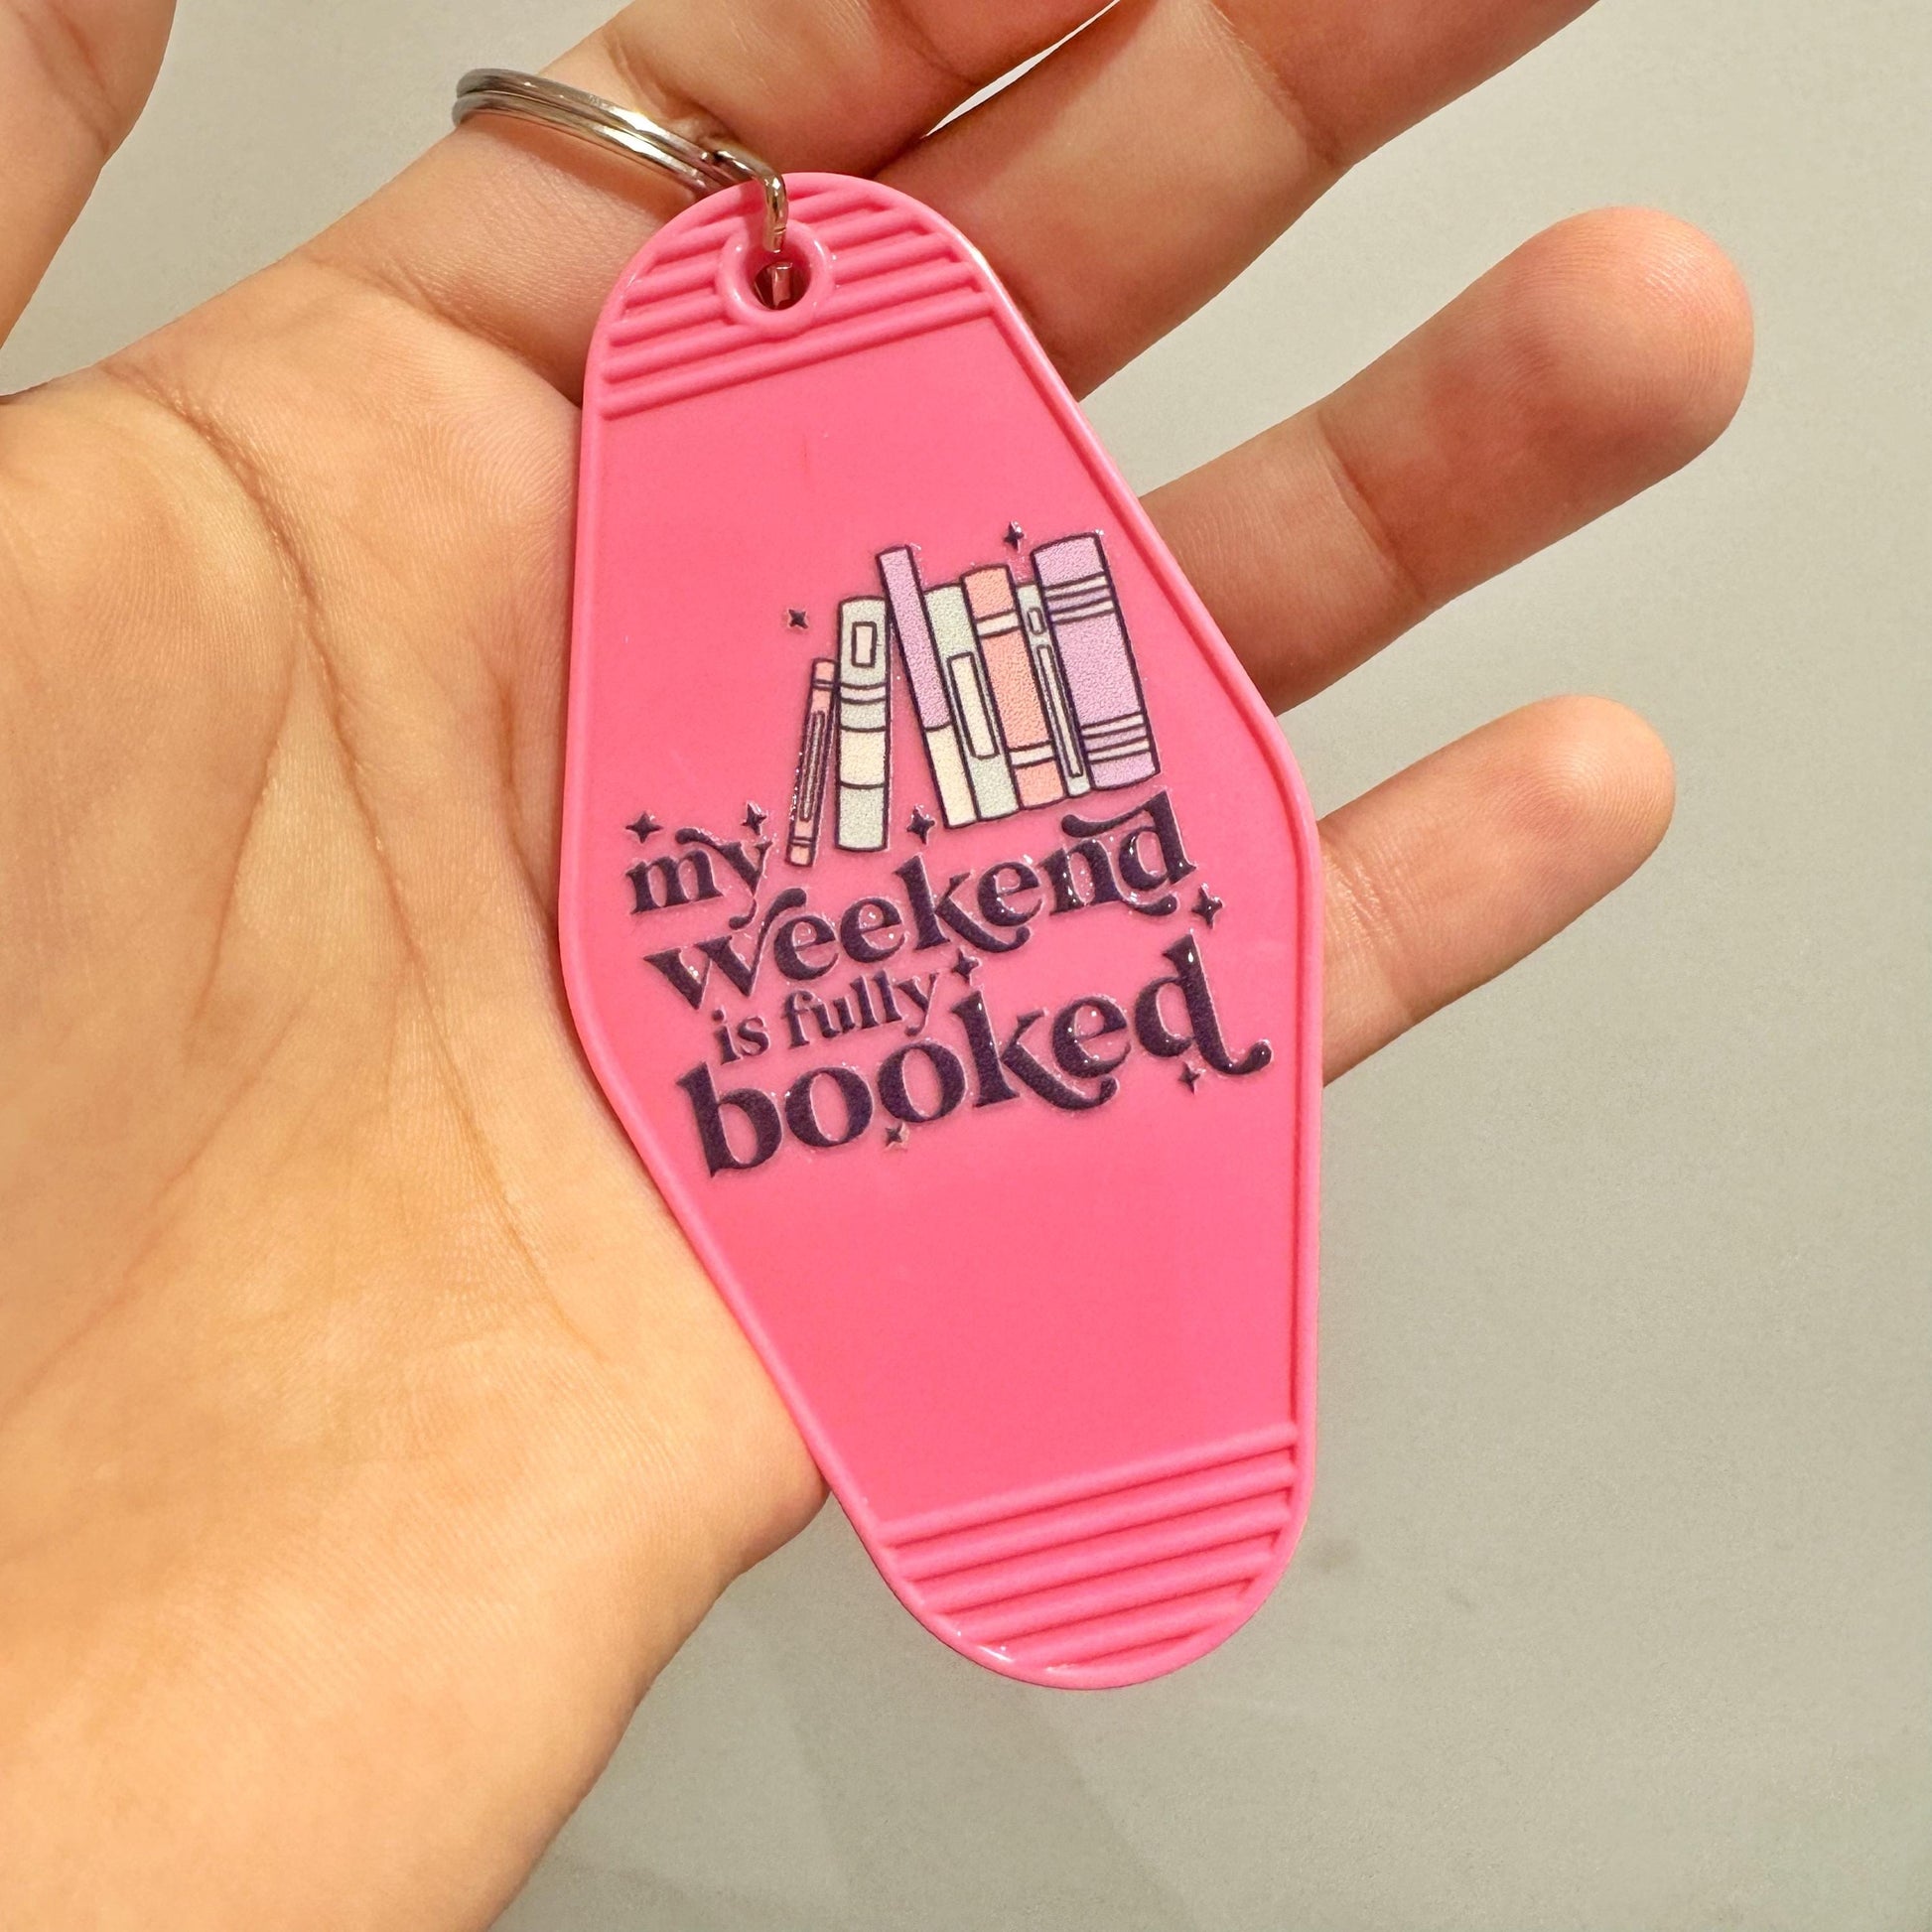 my
weekend
is fully
booked